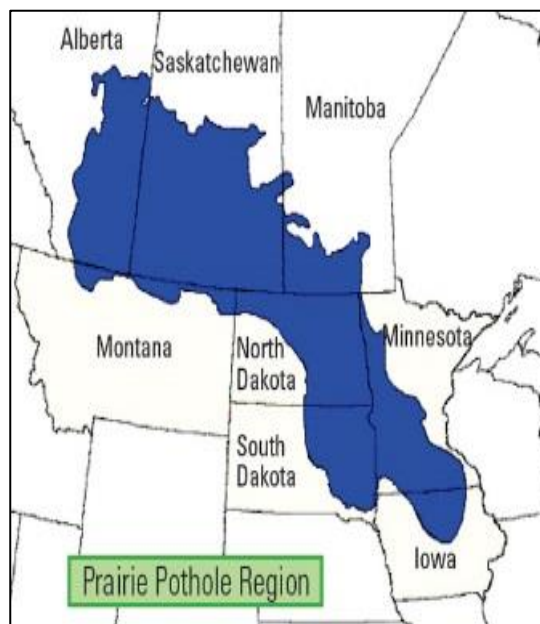 Alberta
Saskatchewan
Manitoba
Montana
North
Dakota
Minnesota
South
Dakota
Iowa
Prairie Pothole Region